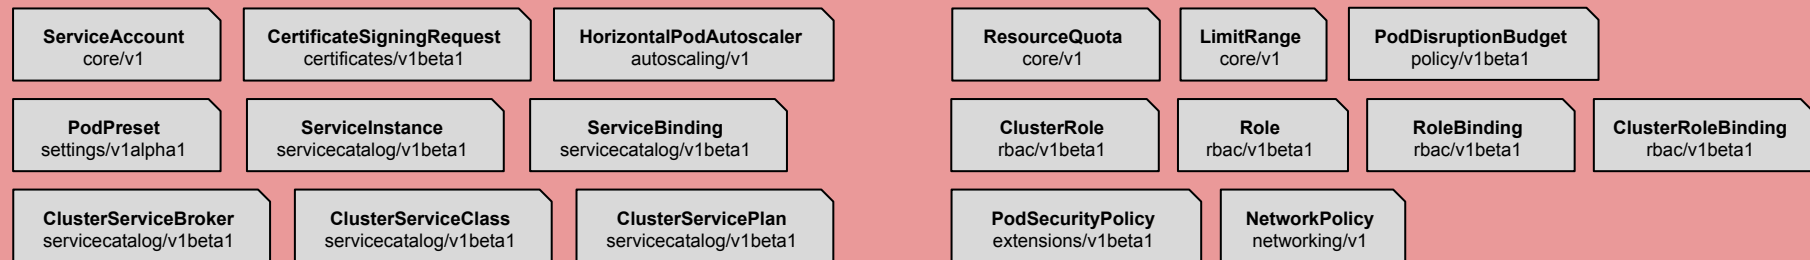 ServiceAccount
core/v1
CertificateSigningRequest
certificates/v1beta1
HorizontalPodAutoscaler
autoscaling/v1
ResourceQuota
core/v1
LimitRange
core/v1
PodDisruptionBudget
policy/v1beta1
PodPreset
settings/v1alpha1
ServiceInstance
servicecatalog/v1beta1
ServiceBinding
servicecatalog/v1beta1
ClusterRole
rbac/v1beta1
Role
rbac/v1beta1
RoleBinding
rbac/v1beta1
ClusterRoleBinding
rbac/v1beta1
ClusterServiceBroker
servicecatalog/v1beta1
ClusterServiceClass
servicecatalog/v1beta1
ClusterServicePlan
servicecatalog/v1beta1
PodSecurityPolicy
extensions/v1beta1
NetworkPolicy
networking/v1